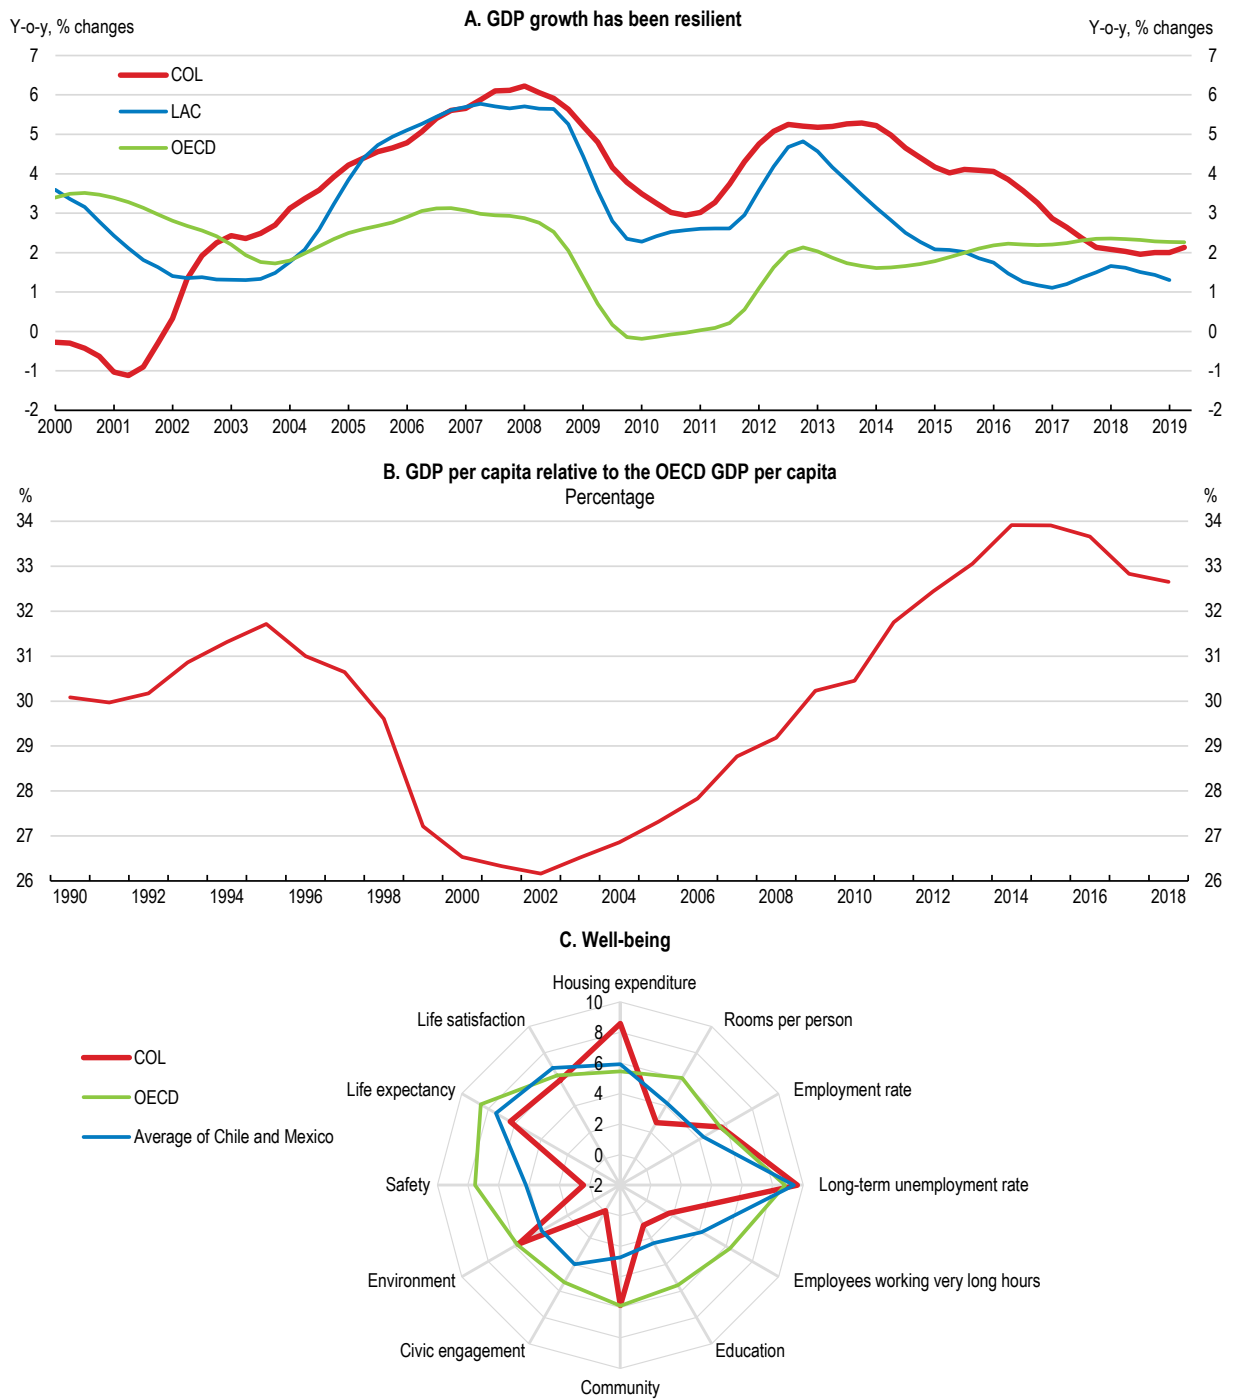 A. GDP growth has been resilient
Y-o-y, % changes
Y-o-y, % changes
7
7
COL
6
6
LAC
5
5
OECD
4
4
3
3
2
2
1
1
0
0
-1
-1
-2
-2
2000 2001 2002 2003 2004 2005 2006 2007 2008 2009 2010 2011 2012 2013 2014 2015 2016 2017 2018 2019
B. GDP per capita relative to the OECD GDP per capita
% Percentage %
34 34
33 33
32 32
31 31
30 30
29 29
28 28
27 27
26 26
1990 1992 1994 1996 1998 2000 2002 2004 2006 2008 2010 2012 2014 2016 2018
C. Well-being
Housing expenditure
10
Life satisfaction
Rooms per person
8
COL
6
Life expectancy
Employment rate
OECD
4
Average of Chile and Mexico
2
0
Safety
-2
Long-term unemployment rate
Environment
Employees working very long hours
Civic engagement
Education
Community